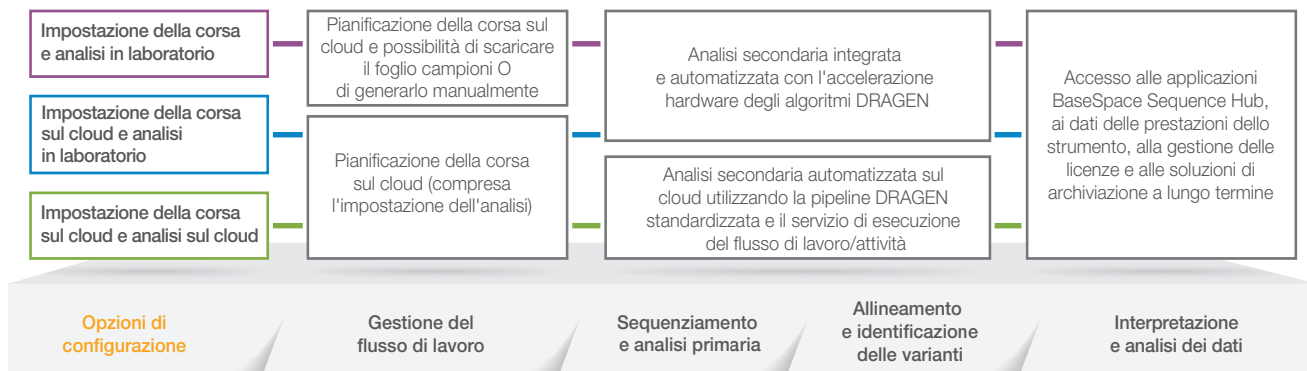 Impostazione della corsa
e analisi in laboratorio
Impostazione della corsa
sul cloud e analisi
in laboratorio
Impostazione della corsa
sul cloud e analisi sul cloud
Pianificazione della corsa sul
cloud e possibilità di scaricare
il foglio campioni O
di generarlo manualmente
Pianificazione della corsa
sul cloud (compresa
l'impostazione dell'analisi)
Analisi secondaria integrata
e automatizzata con l'accelerazione
hardware degli algoritmi DRAGEN
Analisi secondaria automatizzata sul
cloud utilizzando la pipeline DRAGEN
standardizzata e il servizio di esecuzione
del flusso di lavoro/attività
Accesso alle applicazioni
BaseSpace Sequence Hub,
ai dati delle prestazioni dello
strumento, alla gestione delle
licenze e alle soluzioni di
archiviazione a lungo termine
Opzioni di
configurazione
Gestione del
flusso di lavoro
Sequenziamento
e analisi primaria
Allineamento
e identificazione
delle varianti
Interpretazione
e analisi dei dati